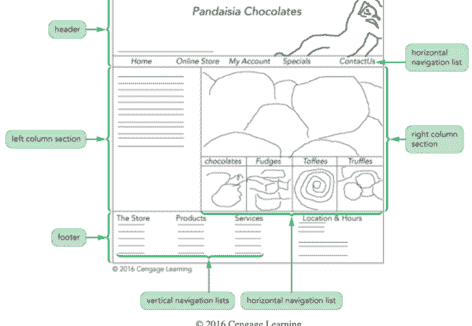 Pandaisia Chocolates
header
Home Online Store My Account Specials ContactUs
horizontal
navigation list
left column
section
right column
section
chocolates Fudges Toffees Truffles
The Store Products Services Location & Hours
footer
© 2016 Cengage Learning
vertical navigation lists horizontal navigation list
© 2016 Cengage Learning